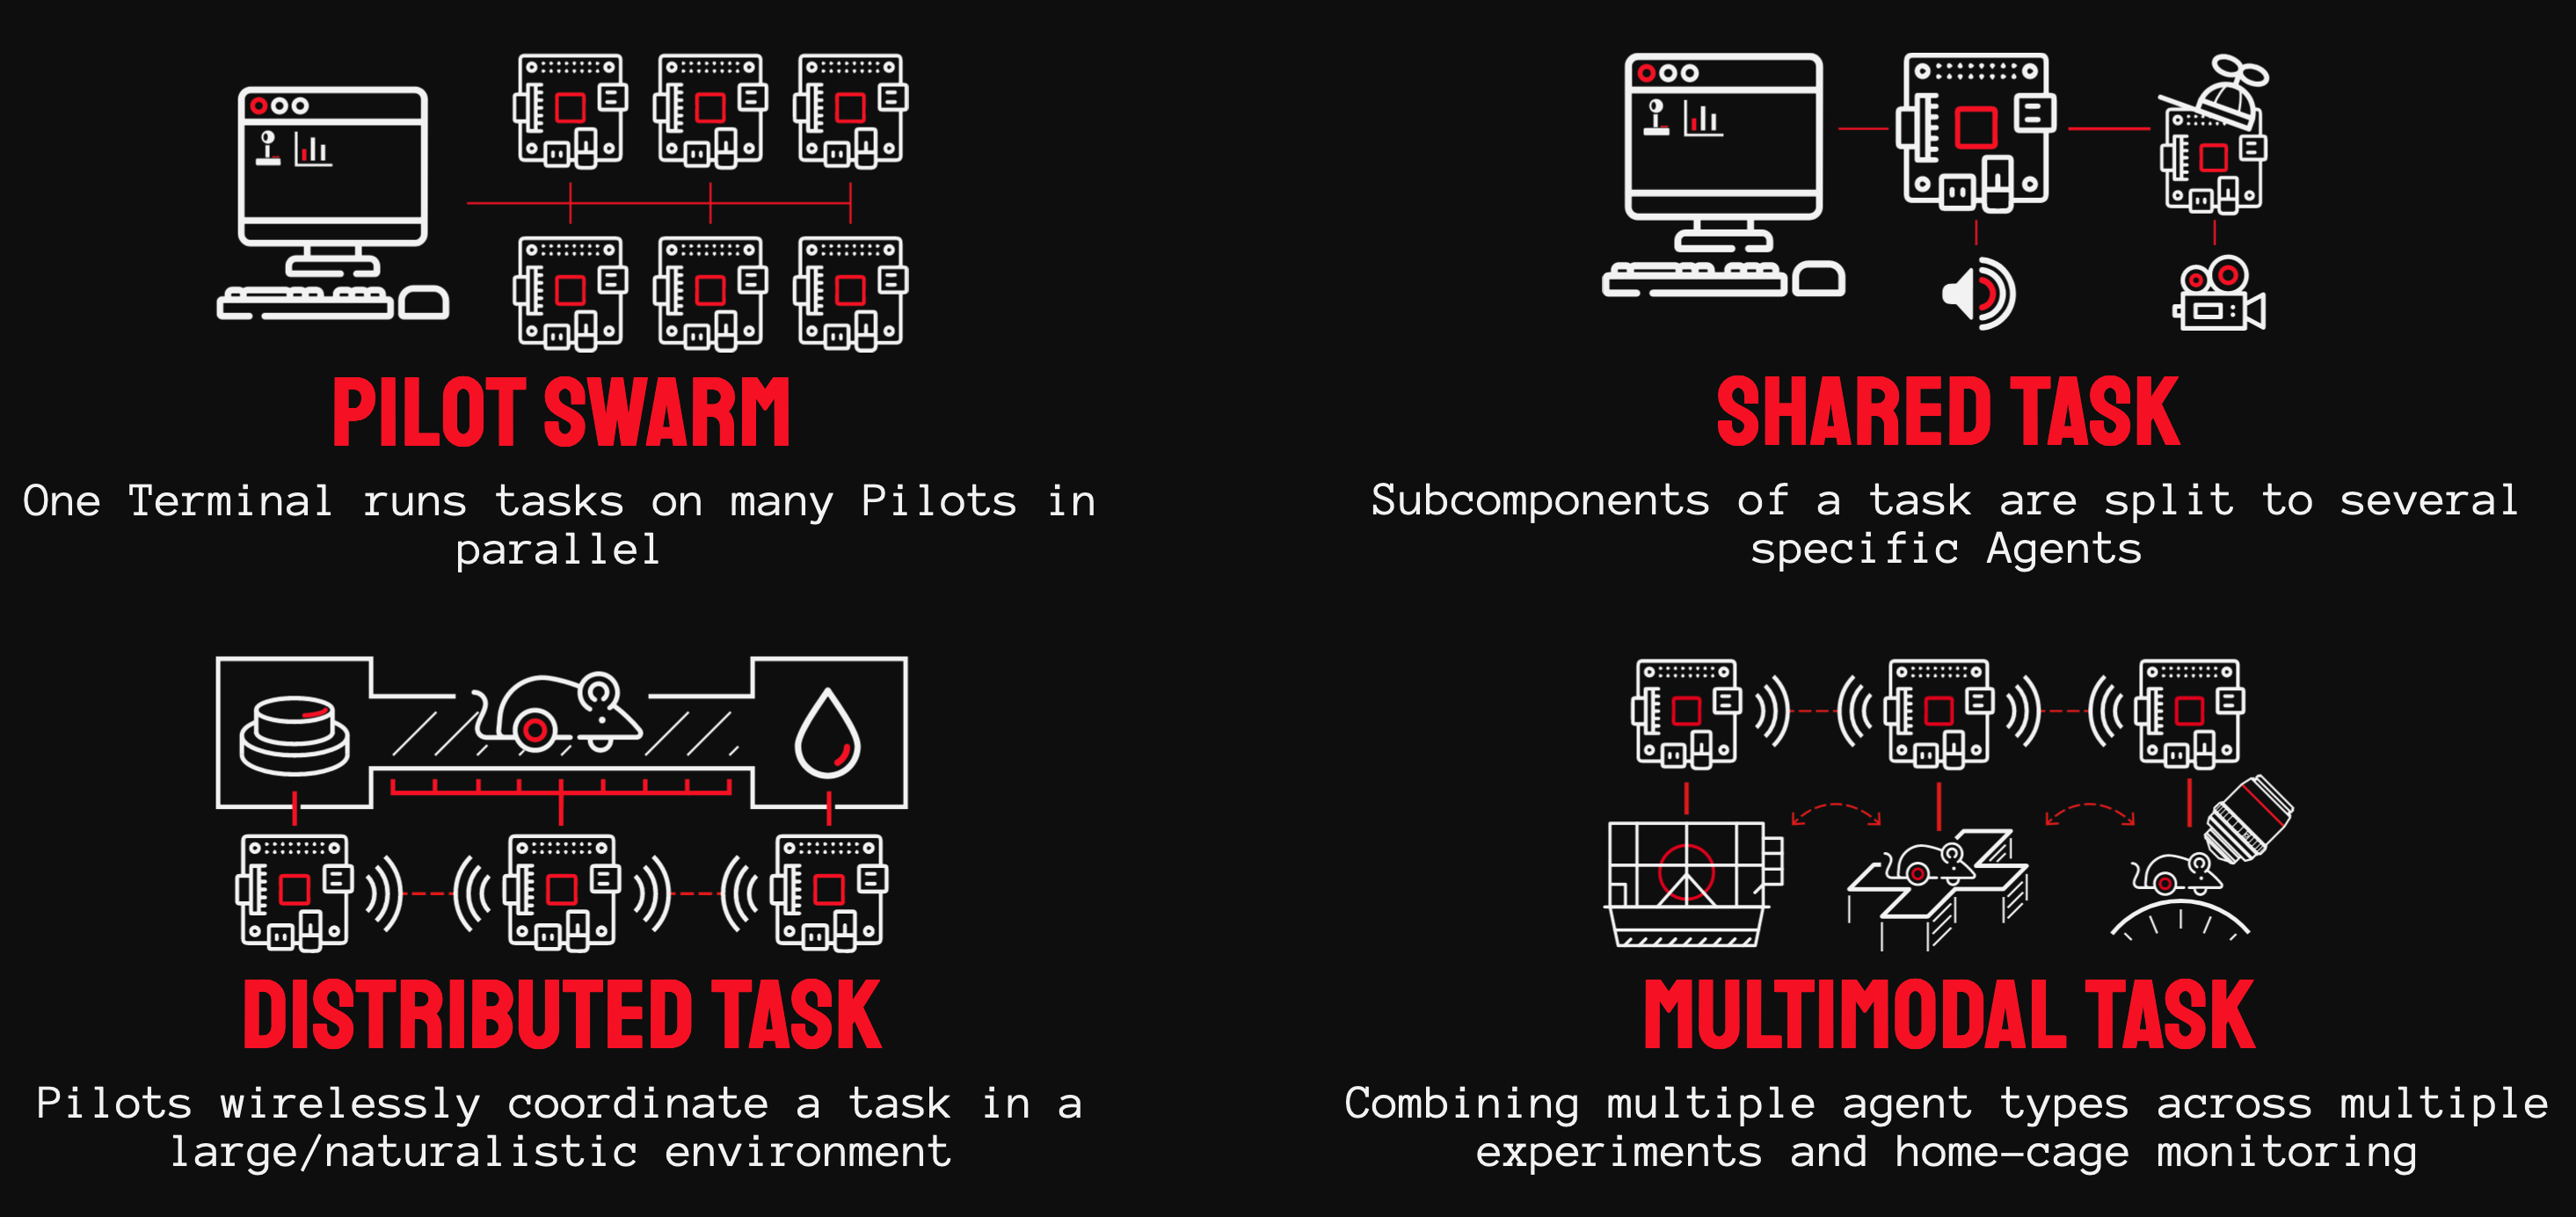 PILOT SWARM
One Terminal runs tasks on many Pilots in
parallel
SHARED TASK
Subcomponents of a task are split to several
specific Agents
DISTRIBUTED TASK
Pilots wirelessly coordinate a task in a
large/naturalistic environment
MULTIMODAL TASK
Combining multiple agent types across multiple
experiments and home-cage monitoring